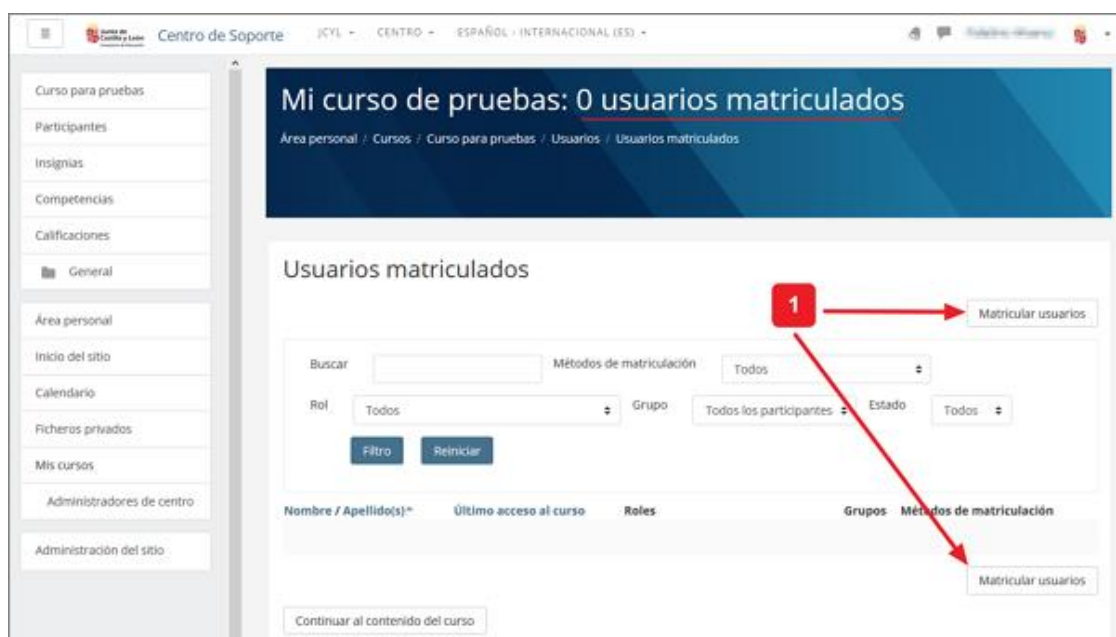 Junta de
Castilla y León
Centro de Soporte
JCYL
CENTRO
ESPAÑOL - INTERNACIONAL (ES)
Curso para pruebas
Participantes
Insignias
Competencias
Calificaciones
General
Área personal
Inicio del sitio
Calendario
Ficheros privados
Mis cursos
Administradores de centro
Administración del sitio
Mi curso de pruebas: 0 usuarios matriculados
Área personal / Cursos / Curso para pruebas / Usuarios / Usuarios matriculados
Usuarios matriculados
1
Matricular usuarios
Buscar
Métodos de matriculación
Todos
Rol
Todos
Grupo
Todos los participantes
Estado
Todos
Filtro
Reiniciar
Nombre / Apellido(s)
Último acceso al curso
Roles
Grupos
Métodos de matriculación
Matricular usuarios
Continuar al contenido del curso